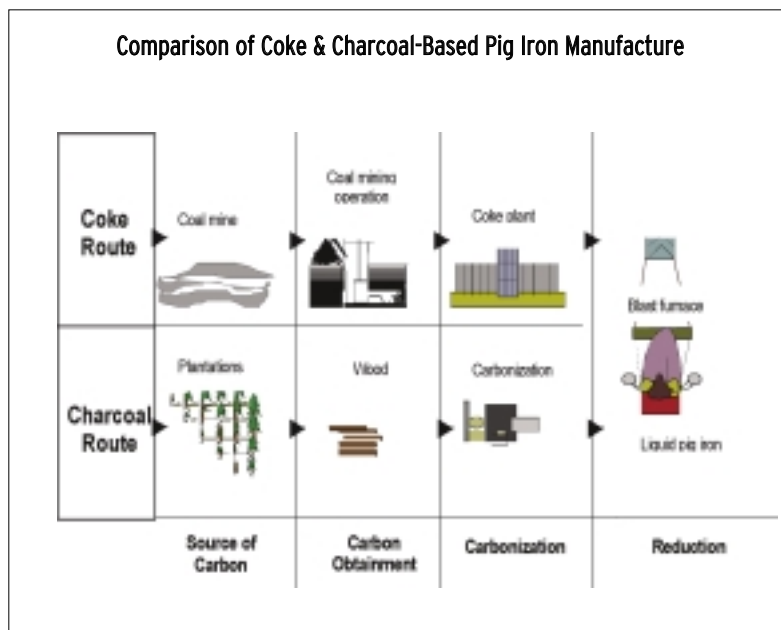 Comparison of Coke & Charcoal-Based Pig Iron Manufacture
Coke
Route
Coal mine
Coal mining
operation
Coke plant
Blast furnace
Charcoal
Route
Plantations
Wood
Carbonization
Liquid pig iron
Source of
Carbon
Carbon
Obtainment
Carbonization
Reduction